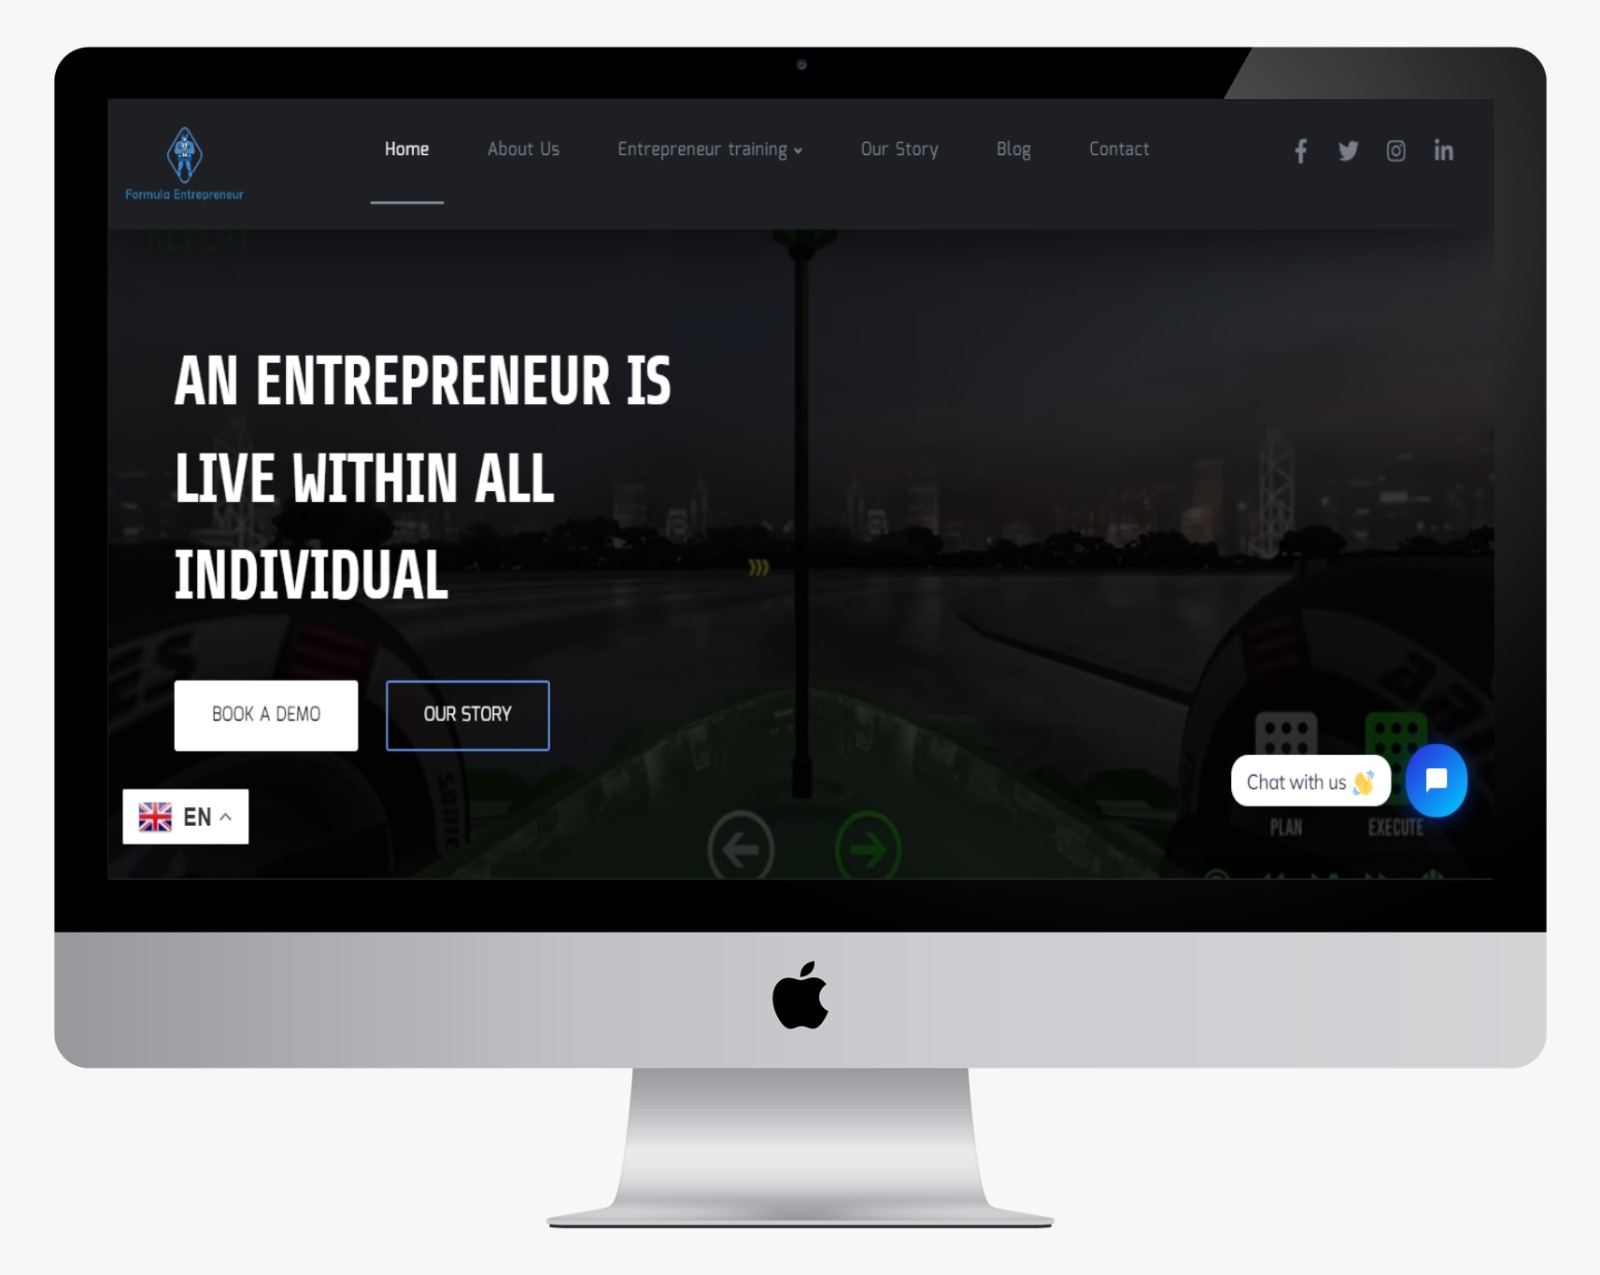 Formula Entrepreneur
Home
About Us
Entrepreneur training
Our Story
Blog
Contact
AN ENTREPRENEUR IS
LIVE WITHIN ALL
INDIVIDUAL
BOOK A DEMO
OUR STORY
Chat with us 👋
EN
PLAN
EXECUTE